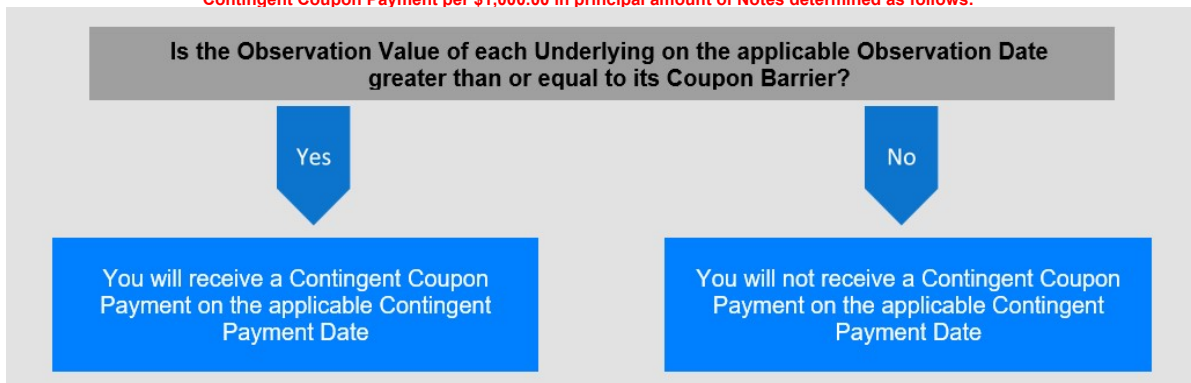 Contingent Coupon Payment per $1,000.00 in principal amount of Notes determined as follows:
Is the Observation Value of each Underlying on the applicable Observation Date
greater than or equal to its Coupon Barrier?
Yes
No
You will receive a Contingent Coupon
Payment on the applicable Contingent
Payment Date
You will not receive a Contingent Coupon
Payment on the applicable Contingent
Payment Date